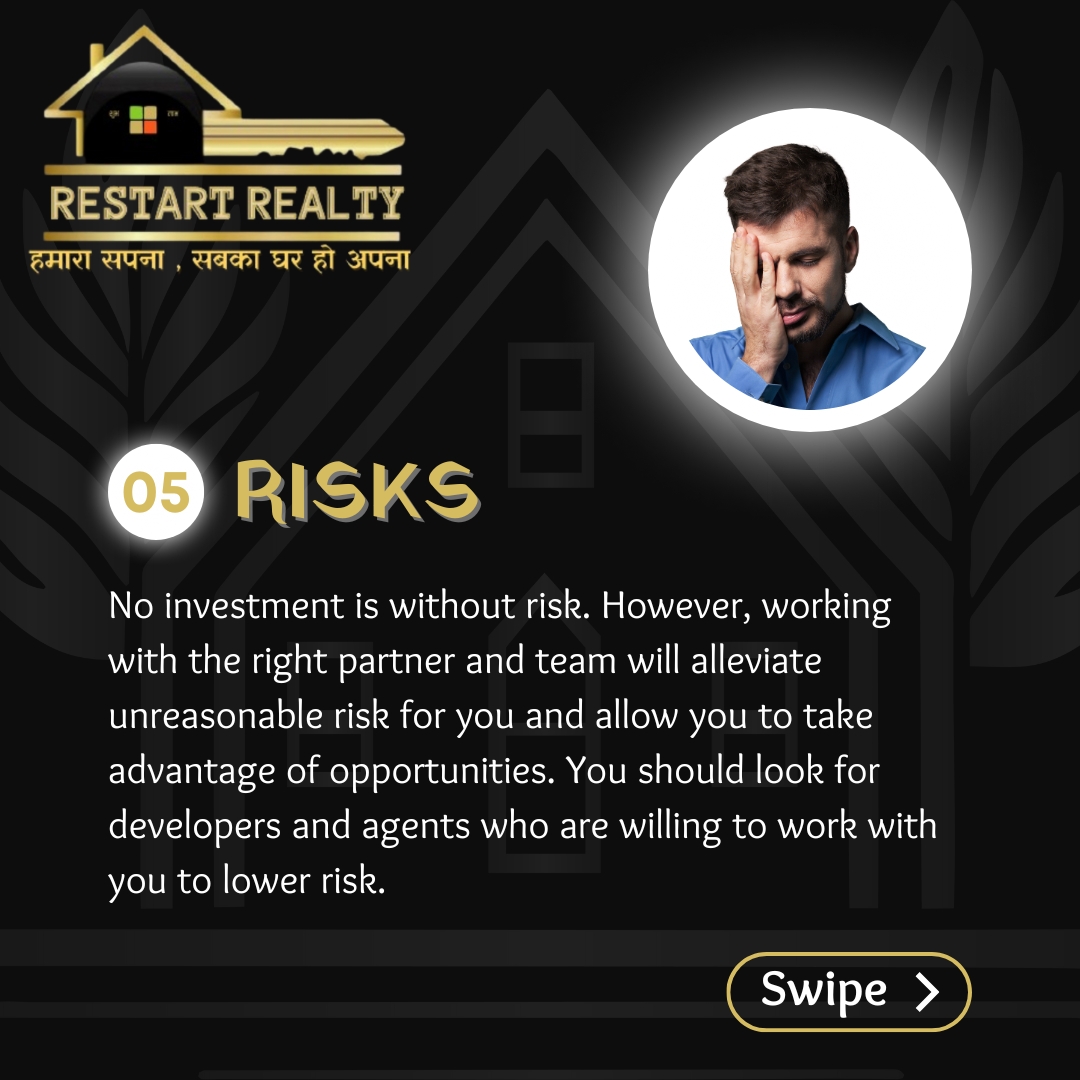 RESTART REALTY
हमारा सपना , सबका घर हो अपना
05 RISKS
No investment is without risk. However, working
with the right partner and team will alleviate
unreasonable risk for you and allow you to take
advantage of opportunities. You should look for
developers and agents who are willing to work with
you to lower risk.
Swipe